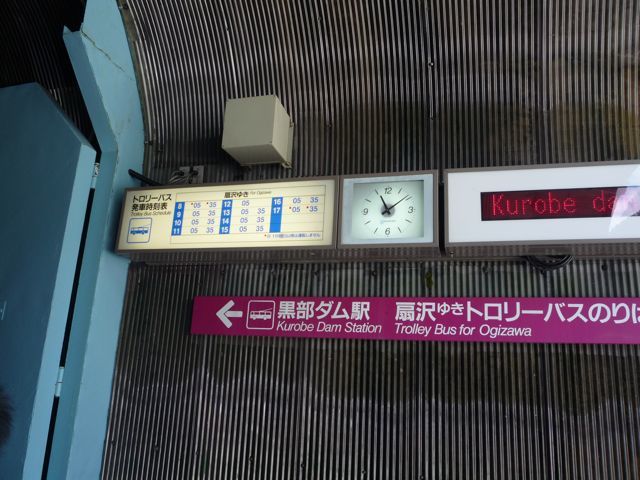 トロリーバス
発車時刻表
Trolley Bus Schedule
扇沢ゆき for Ogizawa
8 *05 *35 12 05 16 05 35
9 05 35 13 05 35 17 *05 *35
10 05 35 14 05 35
11 05 35 15 05 35
12
3
6
9
Kurobe dam
黒部ダム駅 扇沢ゆきトロリーバスのりば
Kurobe Dam Station Trolley Bus for Ogizawa